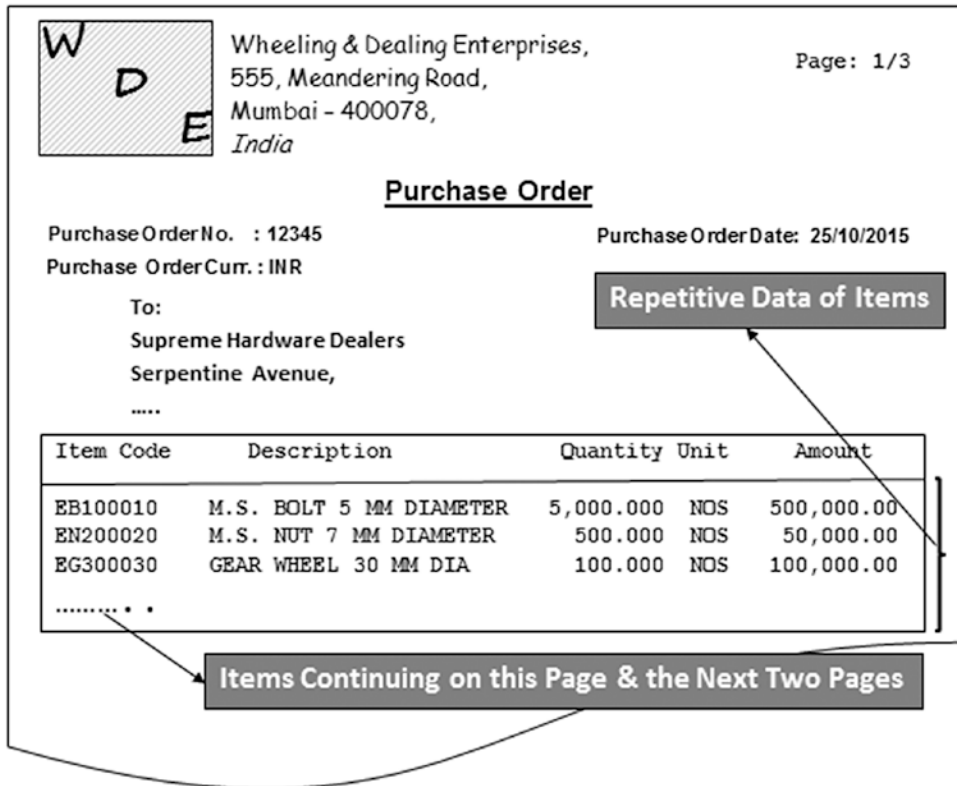 W
D
E
Wheeling & Dealing Enterprises,
555, Meandering Road,
Mumbai - 400078,
India
Page: 1/3
Purchase Order
Purchase Order No. : 12345
Purchase Order Date: 25/10/2015
Purchase Order Curr. : INR
To:
Supreme Hardware Dealers
Serpentine Avenue,
.....
Repetitive Data of Items
Item Code Description Quantity Unit Amount
EB100010 M.S. BOLT 5 MM DIAMETER 5,000.000 NOS 500,000.00
EN200020 M.S. NUT 7 MM DIAMETER 500.000 NOS 50,000.00
EG300030 GEAR WHEEL 30 MM DIA 100.000 NOS 100,000.00
......... . .
Items Continuing on this Page & the Next Two Pages